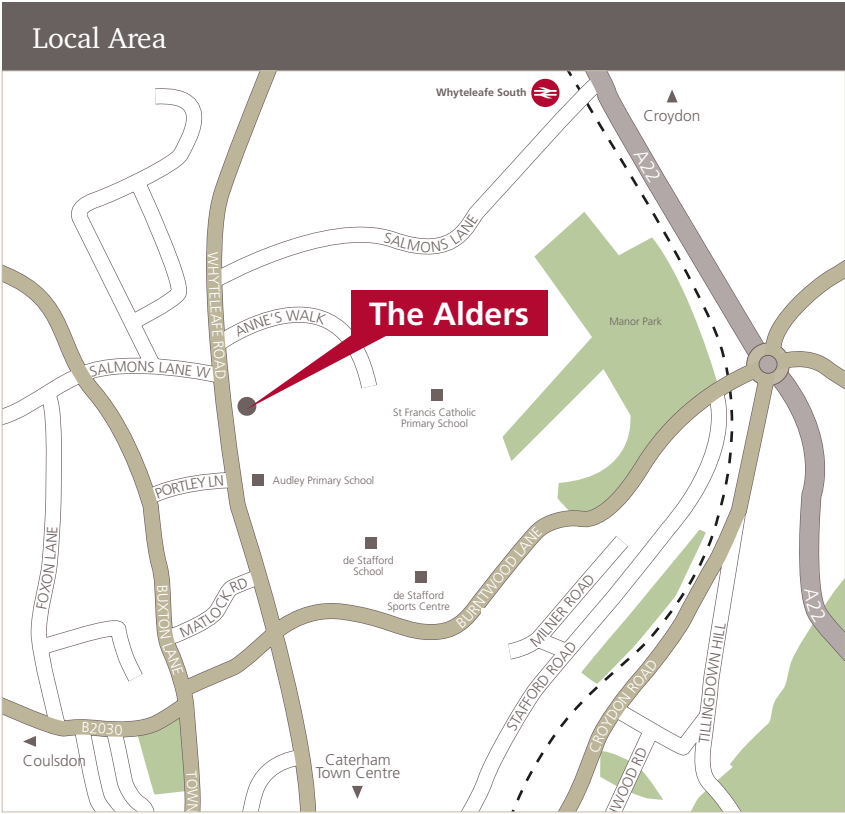 Local Area
Whyteleafe South
Croydon
A22
SALMONS LANE
WHYTELEAFE ROAD
ANNE'S WALK
The Alders
Manor Park
SALMONS LANE W
St Francis Catholic
Primary School
PORTLEY LN
Audley Primary School
FOXON LANE
de Stafford
School
de Stafford
Sports Centre
BURNTWOOD LANE
BUXTON LANE
MATLOCK RD
MILNER ROAD
A22
STAFFORD ROAD
TILLINGDOWN HILL
CROYDON ROAD
B2030
Coulsdon
Caterham
Town Centre
TOWN
HWOOD RD